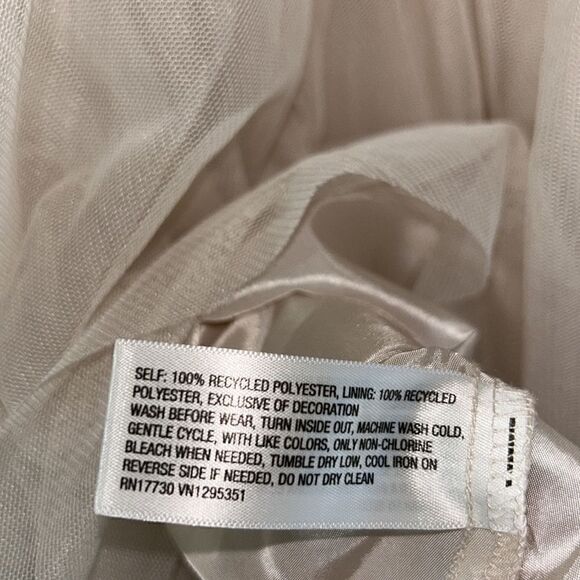 SELF: 100% RECYCLED POLYESTER, LINING: 100% RECYCLED
POLYESTER, EXCLUSIVE OF DECORATION
WASH BEFORE WEAR, TURN INSIDE OUT, MACHINE WASH COLD,
GENTLE CYCLE, WITH LIKE COLORS, ONLY NON-CHLORINE
BLEACH WHEN NEEDED, TUMBLE DRY LOW, COOL IRON ON
REVERSE SIDE IF NEEDED, DO NOT DRY CLEAN
RN17730 VN1295351